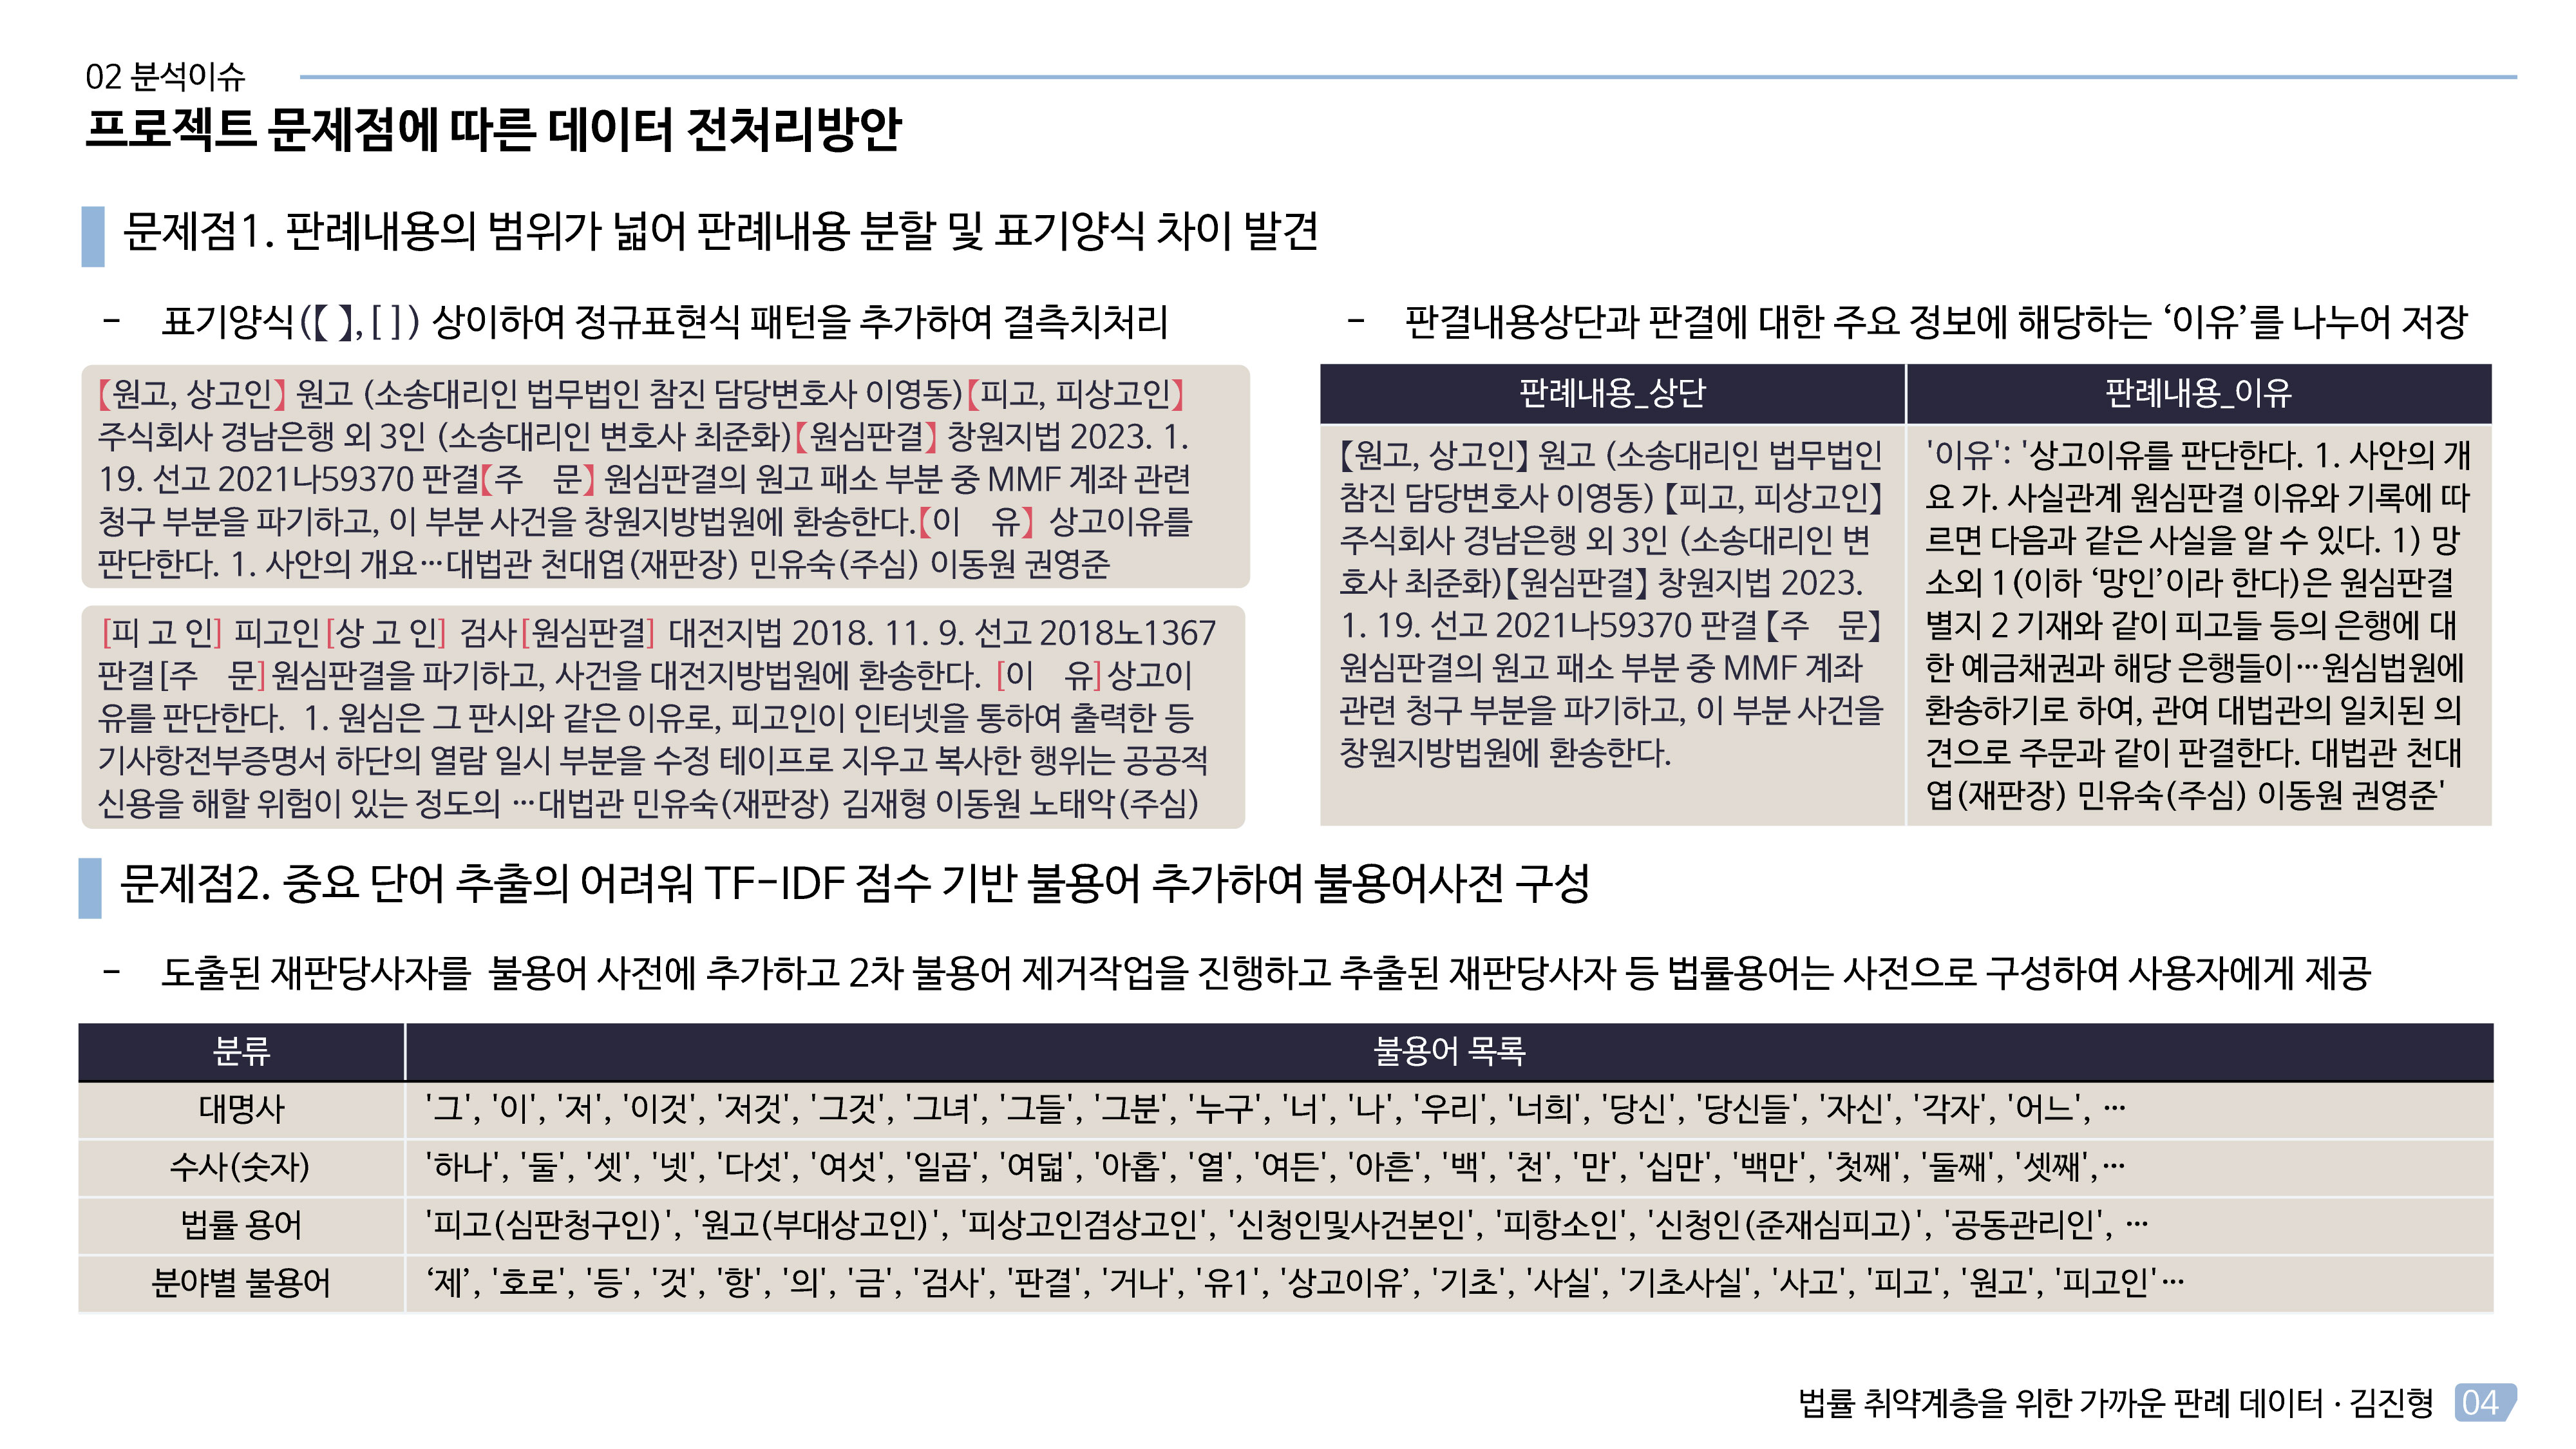 02 분석이슈
프로젝트 문제점에 따른 데이터 전처리방안
문제점1. 판례내용의 범위가 넓어 판례내용 분할 및 표기양식 차이 발견
- 표기양식(【 】, [ ]) 상이하여 정규표현식 패턴을 추가하여 결측치처리
【원고, 상고인】 원고 (소송대리인 법무법인 참진 담당변호사 이영동)【피고, 피상고인】
주식회사 경남은행 외 3인 (소송대리인 변호사 최준화)【원심판결】 창원지법 2023. 1.
19. 선고 2021나59370 판결【주 문】 원심판결의 원고 패소 부분 중 MMF 계좌 관련
청구 부분을 파기하고, 이 부분 사건을 창원지방법원에 환송한다.【이 유】 상고이유를
판단한다. 1. 사안의 개요…대법관 천대엽(재판장) 민유숙(주심) 이동원 권영준
[피 고 인] 피고인[상 고 인] 검사[원심판결] 대전지법 2018. 11. 9. 선고 2018노1367
판결[주 문]원심판결을 파기하고, 사건을 대전지방법원에 환송한다. [이 유]상고이
유를 판단한다. 1. 원심은 그 판시와 같은 이유로, 피고인이 인터넷을 통하여 출력한 등
기사항전부증명서 하단의 열람 일시 부분을 수정 테이프로 지우고 복사한 행위는 공공적
신용을 해할 위험이 있는 정도의 …대법관 민유숙(재판장) 김재형 이동원 노태악(주심)
- 판결내용상단과 판결에 대한 주요 정보에 해당하는 ‘이유’를 나누어 저장
판례내용_상단 판례내용_이유
【원고, 상고인】 원고 (소송대리인 법무법인
참진 담당변호사 이영동) 【피고, 피상고인】
주식회사 경남은행 외 3인 (소송대리인 변
호사 최준화)【원심판결】 창원지법 2023.
1. 19. 선고 2021나59370 판결 【주 문】
원심판결의 원고 패소 부분 중 MMF 계좌
관련 청구 부분을 파기하고, 이 부분 사건을
창원지방법원에 환송한다.
'이유': '상고이유를 판단한다. 1. 사안의 개
요 가. 사실관계 원심판결 이유와 기록에 따
르면 다음과 같은 사실을 알 수 있다. 1) 망
소외 1(이하 ‘망인’이라 한다)은 원심판결
별지 2 기재와 같이 피고들 등의 은행에 대
한 예금채권과 해당 은행들이…원심법원에
환송하기로 하여, 관여 대법관의 일치된 의
견으로 주문과 같이 판결한다. 대법관 천대
엽(재판장) 민유숙(주심) 이동원 권영준'
문제점2. 중요 단어 추출의 어려워 TF-IDF 점수 기반 불용어 추가하여 불용어사전 구성
- 도출된 재판당사자를 불용어 사전에 추가하고 2차 불용어 제거작업을 진행하고 추출된 재판당사자 등 법률용어는 사전으로 구성하여 사용자에게 제공
분류 불용어 목록
대명사 '그', '이', '저', '이것', '저것', '그것', '그녀', '그들', '그분', '누구', '너', '나', '우리', '너희', '당신', '당신들', '자신', '각자', '어느', …
수사(숫자) '하나', '둘', '셋', '넷', '다섯', '여섯', '일곱', '여덟', '아홉', '열', '여든', '아흔', '백', '천', '만', '십만', '백만', '첫째', '둘째', '셋째',…
법률 용어 '피고(심판청구인)', '원고(부대상고인)', '피상고인겸상고인', '신청인및사건본인', '피항소인', '신청인(준재심피고)', '공동관리인', …
분야별 불용어 ‘제’, '호로', '등', '것', '항', '의', '금', '검사', '판결', '거나', '유1', '상고이유’, '기초', '사실', '기초사실', '사고', '피고', '원고', '피고인'…
법률 취약계층을 위한 가까운 판례 데이터 · 김진형 04